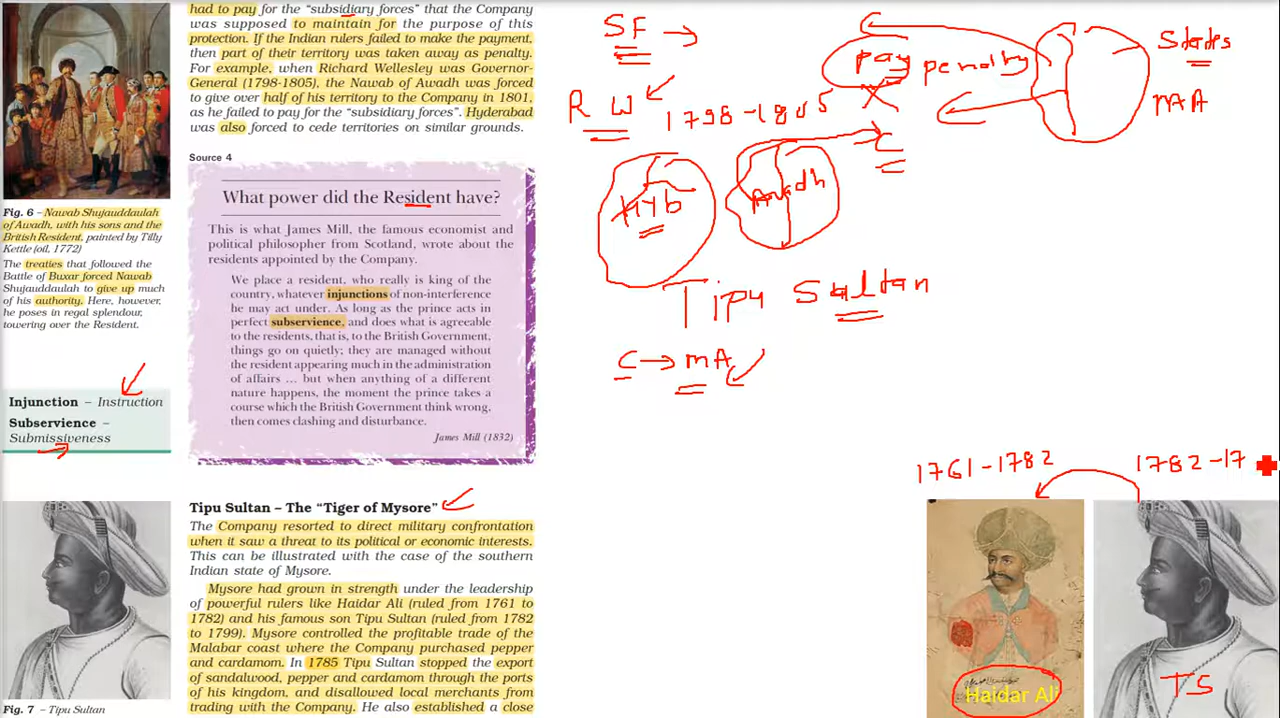 had to pay for the "subsidiary forces" that the Company
was supposed to maintain for the purpose of this
protection. If the Indian rulers failed to make the payment,
then part of their territory was taken away as penalty.
For example, when Richard Wellesley was Governor-
General (1798-1805), the Nawab of Awadh was forced
to give over half of his territory to the Company in 1801,
as he failed to pay for the "subsidiary forces". Hyderabad
was also forced to cede territories on similar grounds.
Source 4
What power did the Resident have?
This is what James Mill, the famous economist and
political philosopher from Scotland, wrote about the
residents appointed by the Company.
We place a resident, who really is king of the
country, whatever injunctions of non-interference
he may act under. As long as the prince acts in
perfect subservience, and does what is agreeable
to the residents, that is, to the British Government,
things go on quietly; they are managed without
the resident appearing much in the administration
of affairs ... but when anything of a different
nature happens, the moment the prince takes a
course which the British Government think wrong,
then comes clashing and disturbance.
James Mill (1832)
Fig. 6 – Nawab Shujauddaulah
of Awadh, with his sons and the
British Resident, painted by Tilly
Kettle (oil, 1772)
The treaties that followed the
Battle of Buxar forced Nawab
Shujauddaulah to give up much
of his authority. Here, however,
he poses in regal splendour,
towering over the Resident.
Injunction – Instruction
Subservience –
Submissiveness
Tipu Sultan – The "Tiger of Mysore"
The Company resorted to direct military confrontation
when it saw a threat to its political or economic interests.
This can be illustrated with the case of the southern
Indian state of Mysore.
Mysore had grown in strength under the leadership
of powerful rulers like Haidar Ali (ruled from 1761 to
1782) and his famous son Tipu Sultan (ruled from 1782
to 1799). Mysore controlled the profitable trade of the
Malabar coast where the Company purchased pepper
and cardamom. In 1785 Tipu Sultan stopped the export
of sandalwood, pepper and cardamom through the ports
of his kingdom, and disallowed local merchants from
trading with the Company. He also established a close
Fig. 7 – Tipu Sultan
SF
pay penalty
States
MA
RW
1798-1805
C
Hyb
Awadh
Tipu Sultan
C → MA
1761-1782
1782-17
Haidar Ali
TS